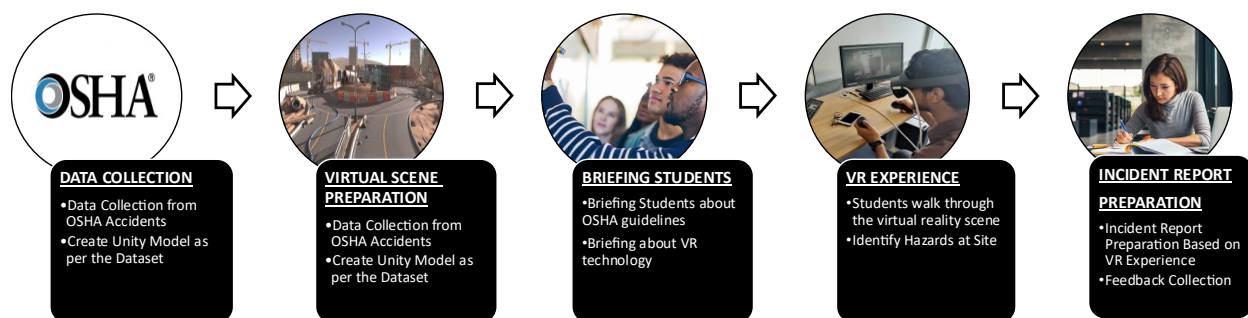 OSHA®
DATA COLLECTION
•Data Collection from
OSHA Accidents
•Create Unity Model as
per the Dataset
VIRTUAL SCENE
PREPARATION
•Data Collection from
OSHA Accidents
•Create Unity Model as
per the Dataset
BRIEFING STUDENTS
•Briefing Students about
OSHA guidelines
•Briefing about VR
technology
VR EXPERIENCE
•Students walk through
the virtual reality scene
•Identify Hazards at Site
INCIDENT REPORT
PREPARATION
•Incident Report
Preparation Based on
VR Experience
•Feedback Collection